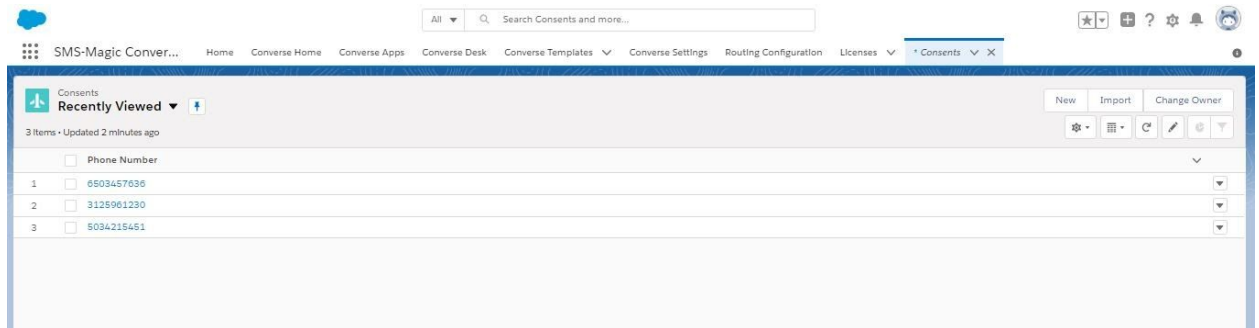 All Search Consents and more...
SMS-Magic Conver... Home Converse Home Converse Apps Converse Desk Converse Templates Converse Settings Routing Configuration Licenses * Consents
Consents
Recently Viewed
New Import Change Owner
3 items • Updated 2 minutes ago
Phone Number
1 6503457636
2 3125961230
3 5034215451